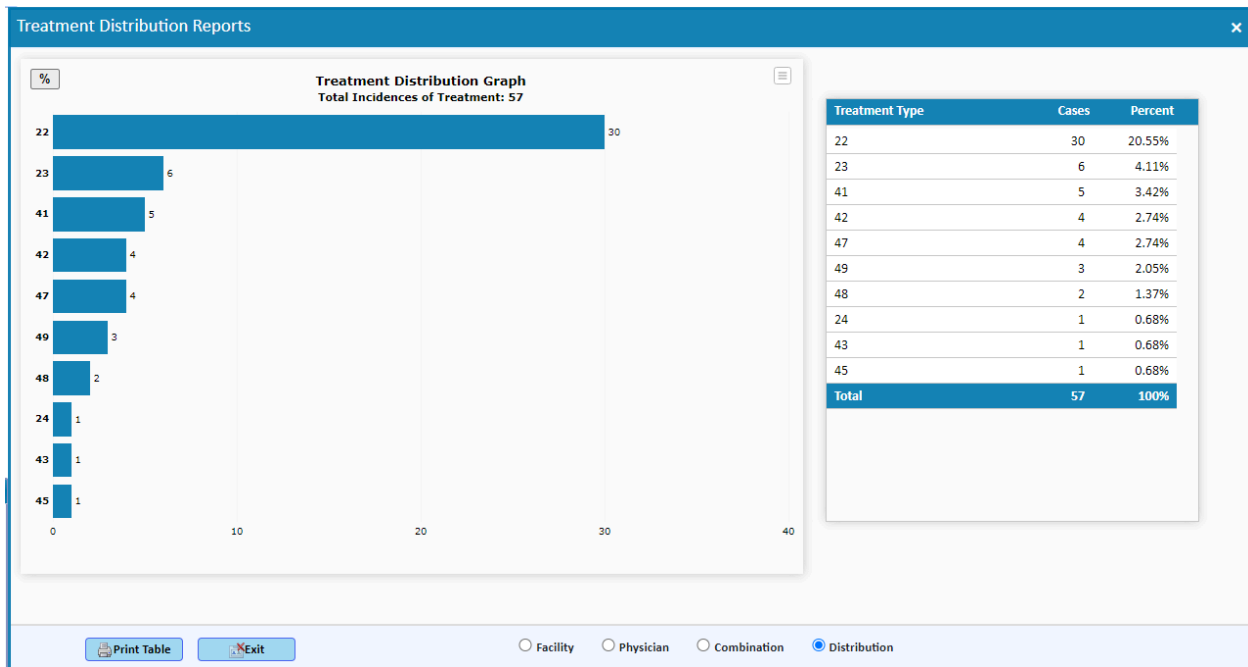 Treatment Distribution Reports ×
%
Treatment Distribution Graph
Total Incidences of Treatment: 57
22 30
23 6
41 5
42 4
47 4
49 3
48 2
24 1
43 1
45 1
0 10 20 30 40
Treatment Type Cases Percent
22 30 20.55%
23 6 4.11%
41 5 3.42%
42 4 2.74%
47 4 2.74%
49 3 2.05%
48 2 1.37%
24 1 0.68%
43 1 0.68%
45 1 0.68%
Total 57 100%
Print Table Exit Facility Physician Combination Distribution